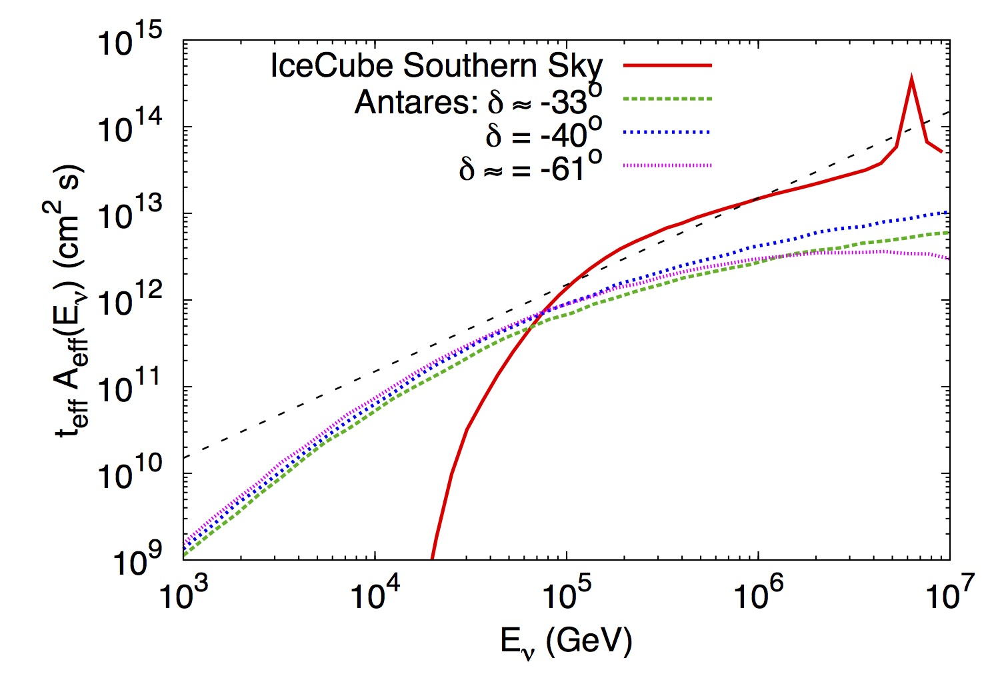 10^15
10^14
10^13
10^12
10^11
10^10
10^9
t_eff A_eff(E_ν) (cm^2 s)
IceCube Southern Sky
Antares: δ ≈ -33^o
δ = -40^o
δ ≈ = -61^o
10^3 10^4 10^5 10^6 10^7
E_ν (GeV)